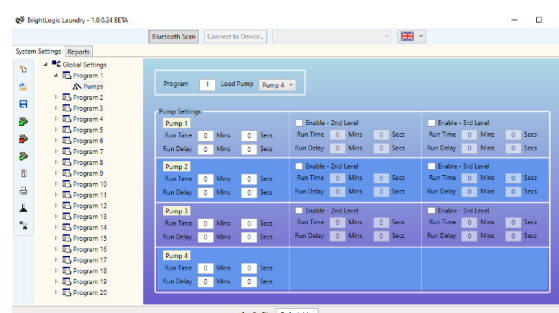 BrightLogic Laundry - 1.0.0.24 BETA
Bluetooth Scan Connect to Device...
System Settings Reports
Global Settings
Program 1
Pumps
Program 2
Program 3
Program 4
Program 5
Program 6
Program 7
Program 8
Program 9
Program 10
Program 11
Program 12
Program 13
Program 14
Program 15
Program 16
Program 17
Program 18
Program 19
Program 20
Program 1 Load Pump Pump 4
Pump Settings
Pump 1 Enable - 2nd Level Enable - 3rd Level
Run Time 0 Mins 0 Secs Run Time 0 Mins 0 Secs Run Time 0 Mins 0 Secs
Run Delay 0 Mins 0 Secs Run Delay 0 Mins 0 Secs Run Delay 0 Mins 0 Secs
Pump 2 Enable - 2nd Level Enable - 3rd Level
Run Time 0 Mins 0 Secs Run Time 0 Mins 0 Secs Run Time 0 Mins 0 Secs
Run Delay 0 Mins 0 Secs Run Delay 0 Mins 0 Secs Run Delay 0 Mins 0 Secs
Pump 3 Enable - 2nd Level Enable - 3rd Level
Run Time 0 Mins 0 Secs Run Time 0 Mins 0 Secs Run Time 0 Mins 0 Secs
Run Delay 0 Mins 0 Secs Run Delay 0 Mins 0 Secs Run Delay 0 Mins 0 Secs
Pump 4
Run Time 0 Mins 0 Secs
Run Delay 0 Mins 0 Secs